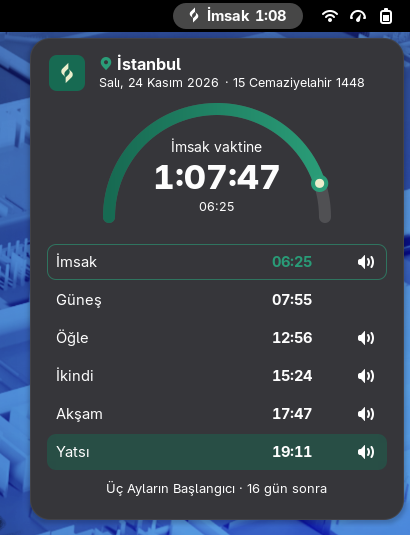 İmsak 1:08
İstanbul
Salı, 24 Kasım 2026 · 15 Cemaziyelahir 1448
İmsak vaktine
1:07:47
06:25
İmsak 06:25
Güneş 07:55
Öğle 12:56
İkindi 15:24
Akşam 17:47
Yatsı 19:11
Üç Ayların Başlangıcı · 16 gün sonra